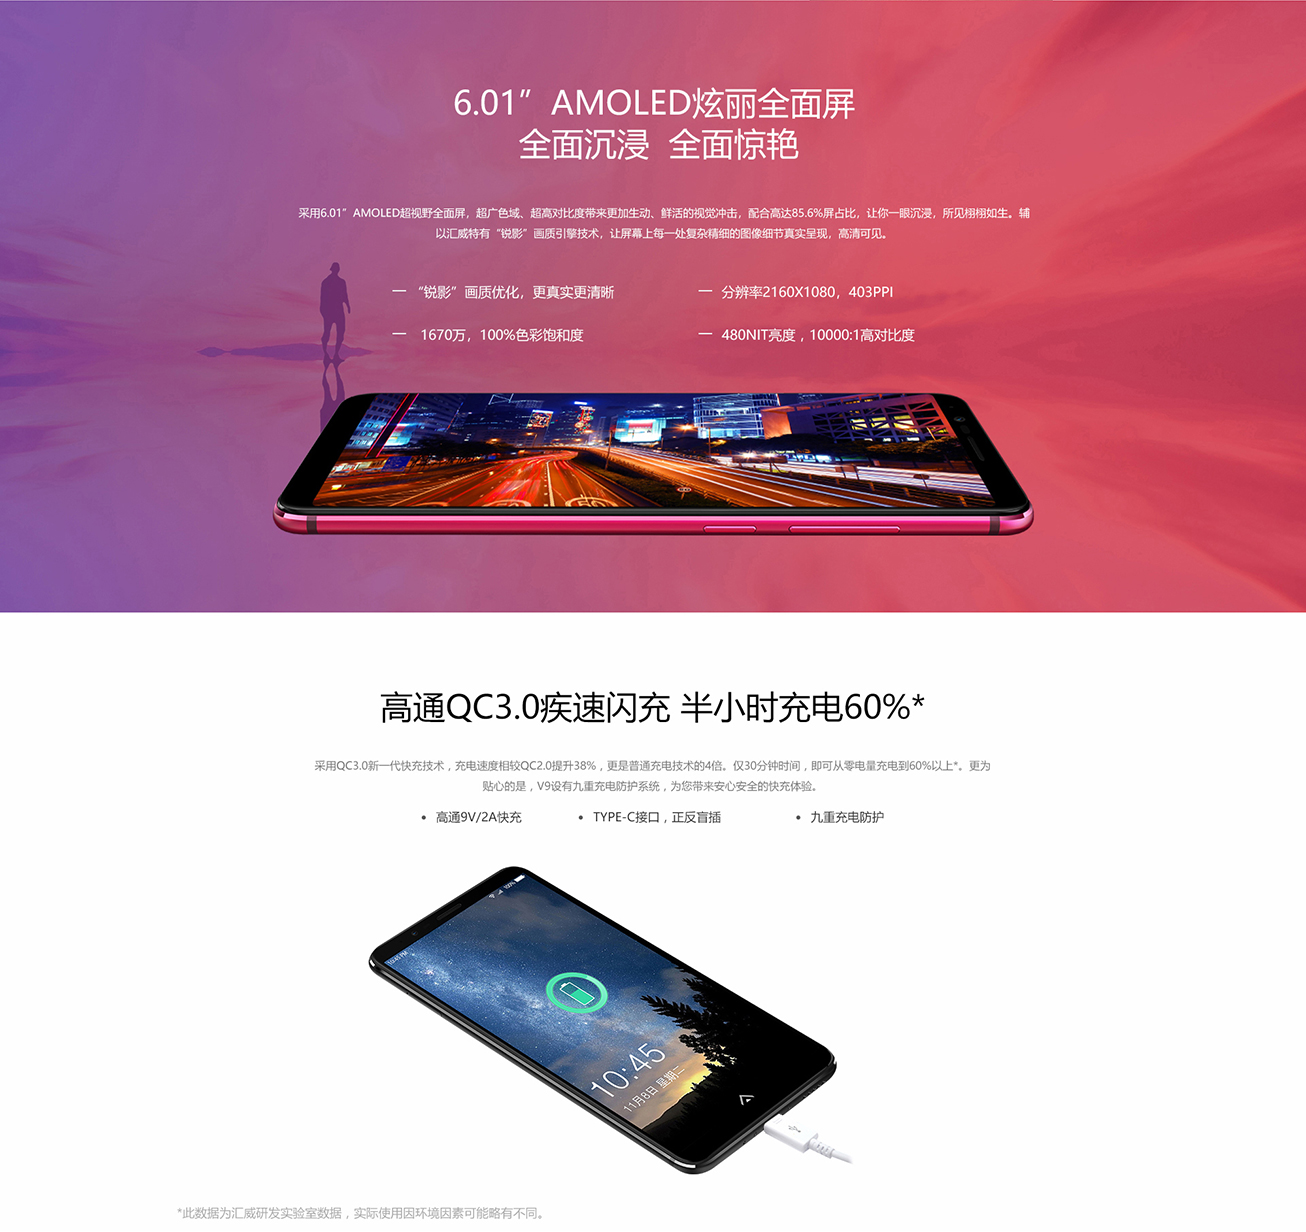 6.01” AMOLED炫丽全面屏
全面沉浸 全面惊艳
采用6.01”AMOLED超视野全面屏，超广色域、超高对比度带来更加生动、鲜活的视觉冲击，配合高达85.6%屏占比，让你一眼沉浸，所见栩栩如生。辅
以汇威特有“锐影”画质引擎技术，让屏幕上每一处复杂精细的图像细节真实呈现，高清可见。
一 “锐影”画质优化，更真实更清晰
一 分辨率2160X1080，403PPI
一 1670万，100%色彩饱和度
一 480NIT亮度，10000:1高对比度
50
高通QC3.0疾速闪充 半小时充电60%*
采用QC3.0新一代快充技术，充电速度相较QC2.0提升38%，更是普通充电技术的4倍。仅30分钟时间，即可从零电量充电到60%以上*。更为
贴心的是，V9设有九重充电防护系统，为您带来安心安全的快充体验。
• 高通9V/2A快充
• TYPE-C接口，正反盲插
• 九重充电防护
100%
10:45 PM
10:45
11月8日 星期二
*此数据为汇威研发实验室数据，实际使用因环境因素可能略有不同。